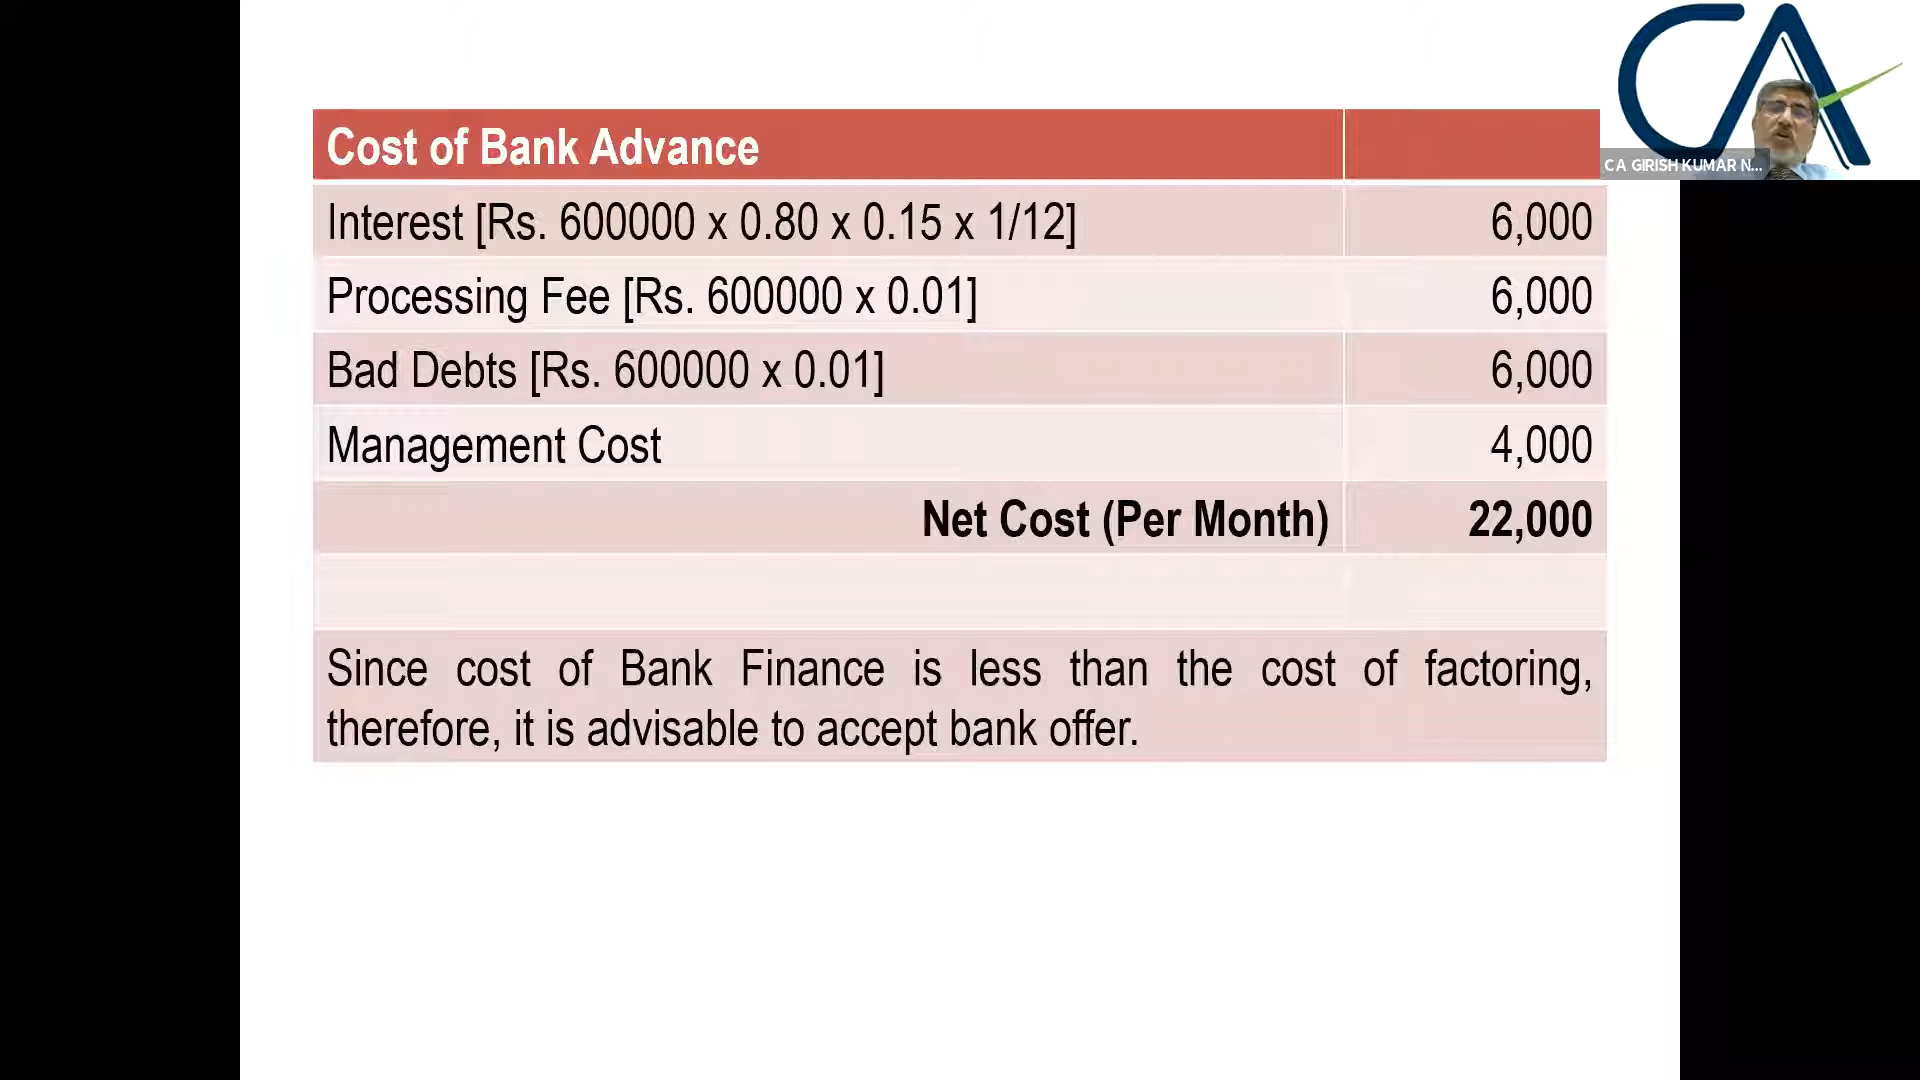 CA
CA GIRISH KUMAR N...
Cost of Bank Advance
Interest [Rs. 600000 x 0.80 x 0.15 x 1/12] 6,000
Processing Fee [Rs. 600000 x 0.01] 6,000
Bad Debts [Rs. 600000 x 0.01] 6,000
Management Cost 4,000
Net Cost (Per Month) 22,000
Since cost of Bank Finance is less than the cost of factoring,
therefore, it is advisable to accept bank offer.